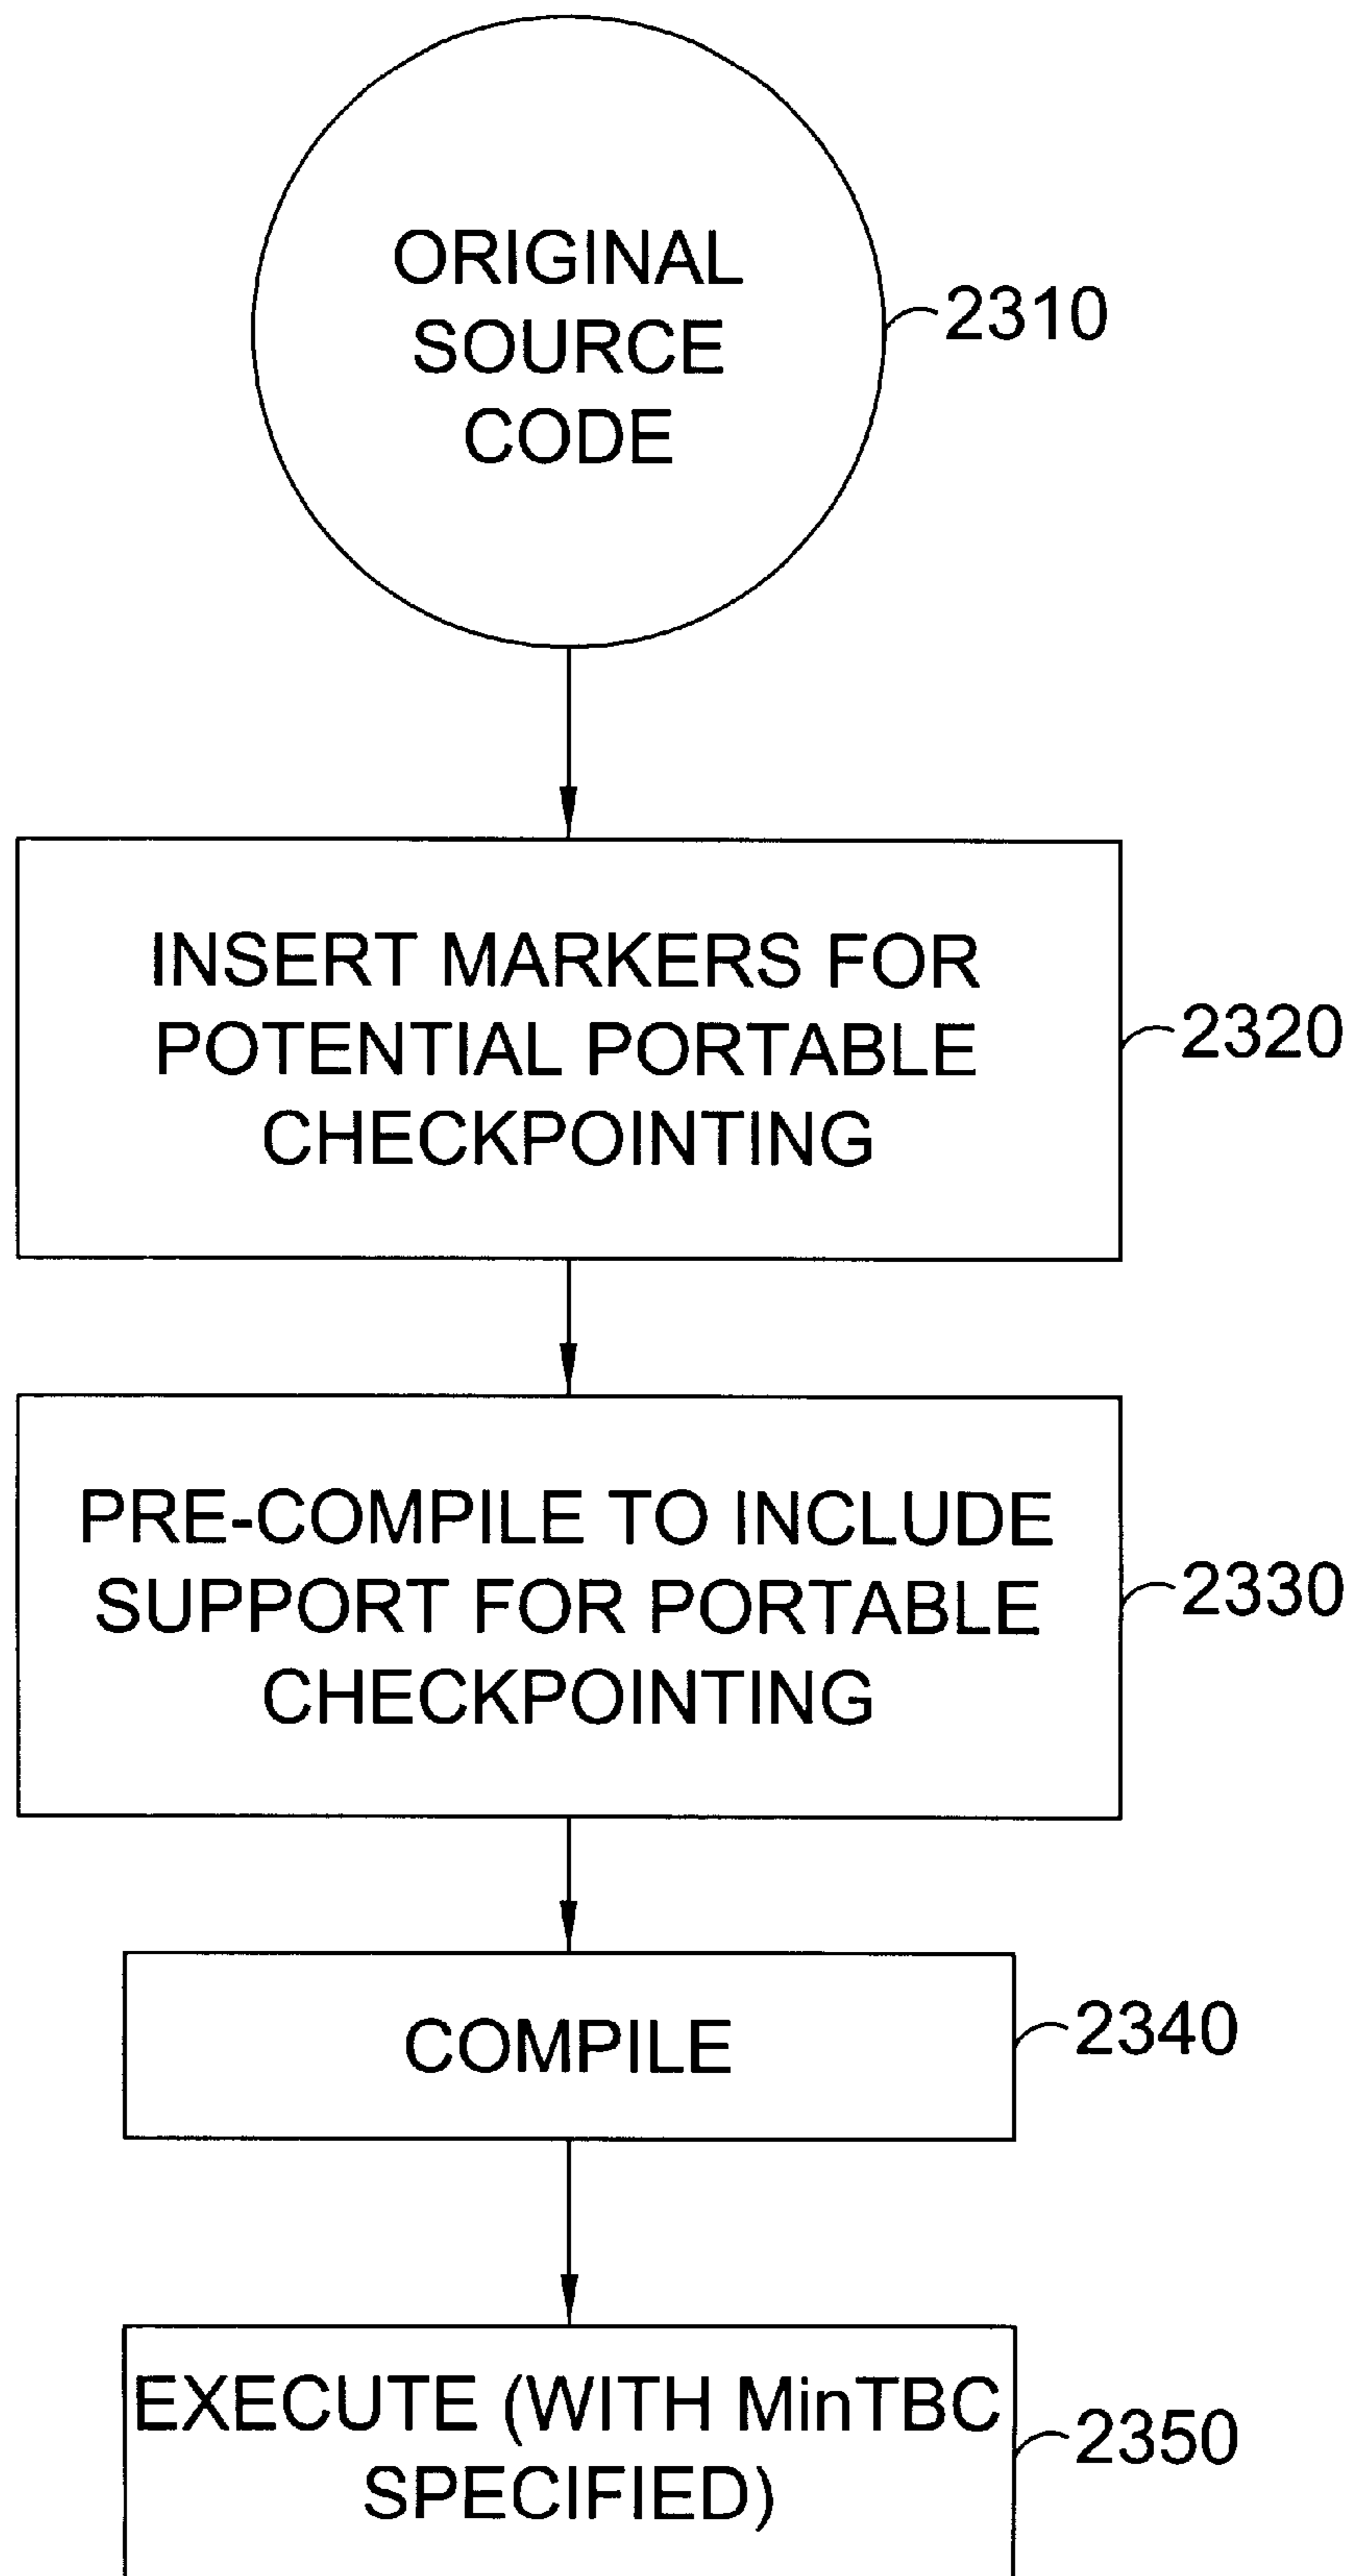 ORIGINAL
SOURCE
CODE
2310
INSERT MARKERS FOR
POTENTIAL PORTABLE
CHECKPOINTING
2320
PRE-COMPILE TO INCLUDE
SUPPORT FOR PORTABLE
CHECKPOINTING
2330
COMPILE
2340
EXECUTE (WITH MinTBC
SPECIFIED)
2350